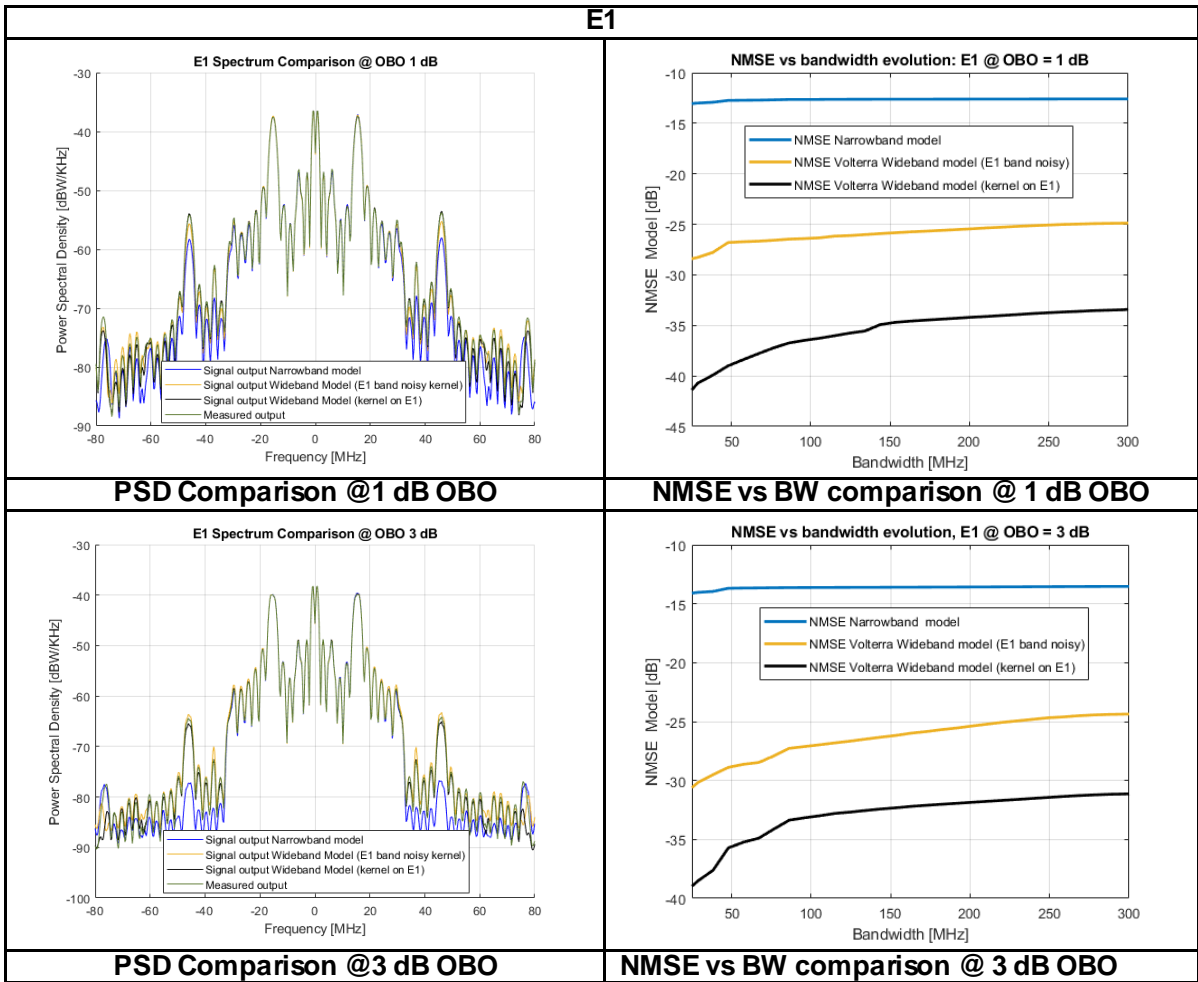 E1
E1 Spectrum Comparison @ OBO 1 dB
Power Spectral Density [dBW/KHz]
-30
-40
-50
-60
-70
-80
-90
Signal output Narrowband model
Signal output Wideband Model (E1 band noisy kernel)
Signal output Wideband Model (kernel on E1)
Measured output
-80 -60 -40 -20 0 20 40 60 80
Frequency [MHz]
NMSE vs bandwidth evolution: E1 @ OBO = 1 dB
NMSE Model [dB]
-10
-15
-20
-25
-30
-35
-40
-45
NMSE Narrowband model
NMSE Volterra Wideband model (E1 band noisy)
NMSE Volterra Wideband model (kernel on E1)
50 100 150 200 250 300
Bandwidth [MHz]
PSD Comparison @1 dB OBO
NMSE vs BW comparison @ 1 dB OBO
E1 Spectrum Comparison @ OBO 3 dB
Power Spectral Density [dBW/KHz]
-30
-40
-50
-60
-70
-80
-90
-100
Signal output Narrowband model
Signal output Wideband Model (E1 band noisy kernel)
Signal output Wideband Model (kernel on E1)
Measured output
-80 -60 -40 -20 0 20 40 60 80
Frequency [MHz]
NMSE vs bandwidth evolution, E1 @ OBO = 3 dB
NMSE Model [dB]
-10
-15
-20
-25
-30
-35
-40
NMSE Narrowband model
NMSE Volterra Wideband model (E1 band noisy)
NMSE Volterra Wideband model (kernel on E1)
50 100 150 200 250 300
Bandwidth [MHz]
PSD Comparison @3 dB OBO
NMSE vs BW comparison @ 3 dB OBO